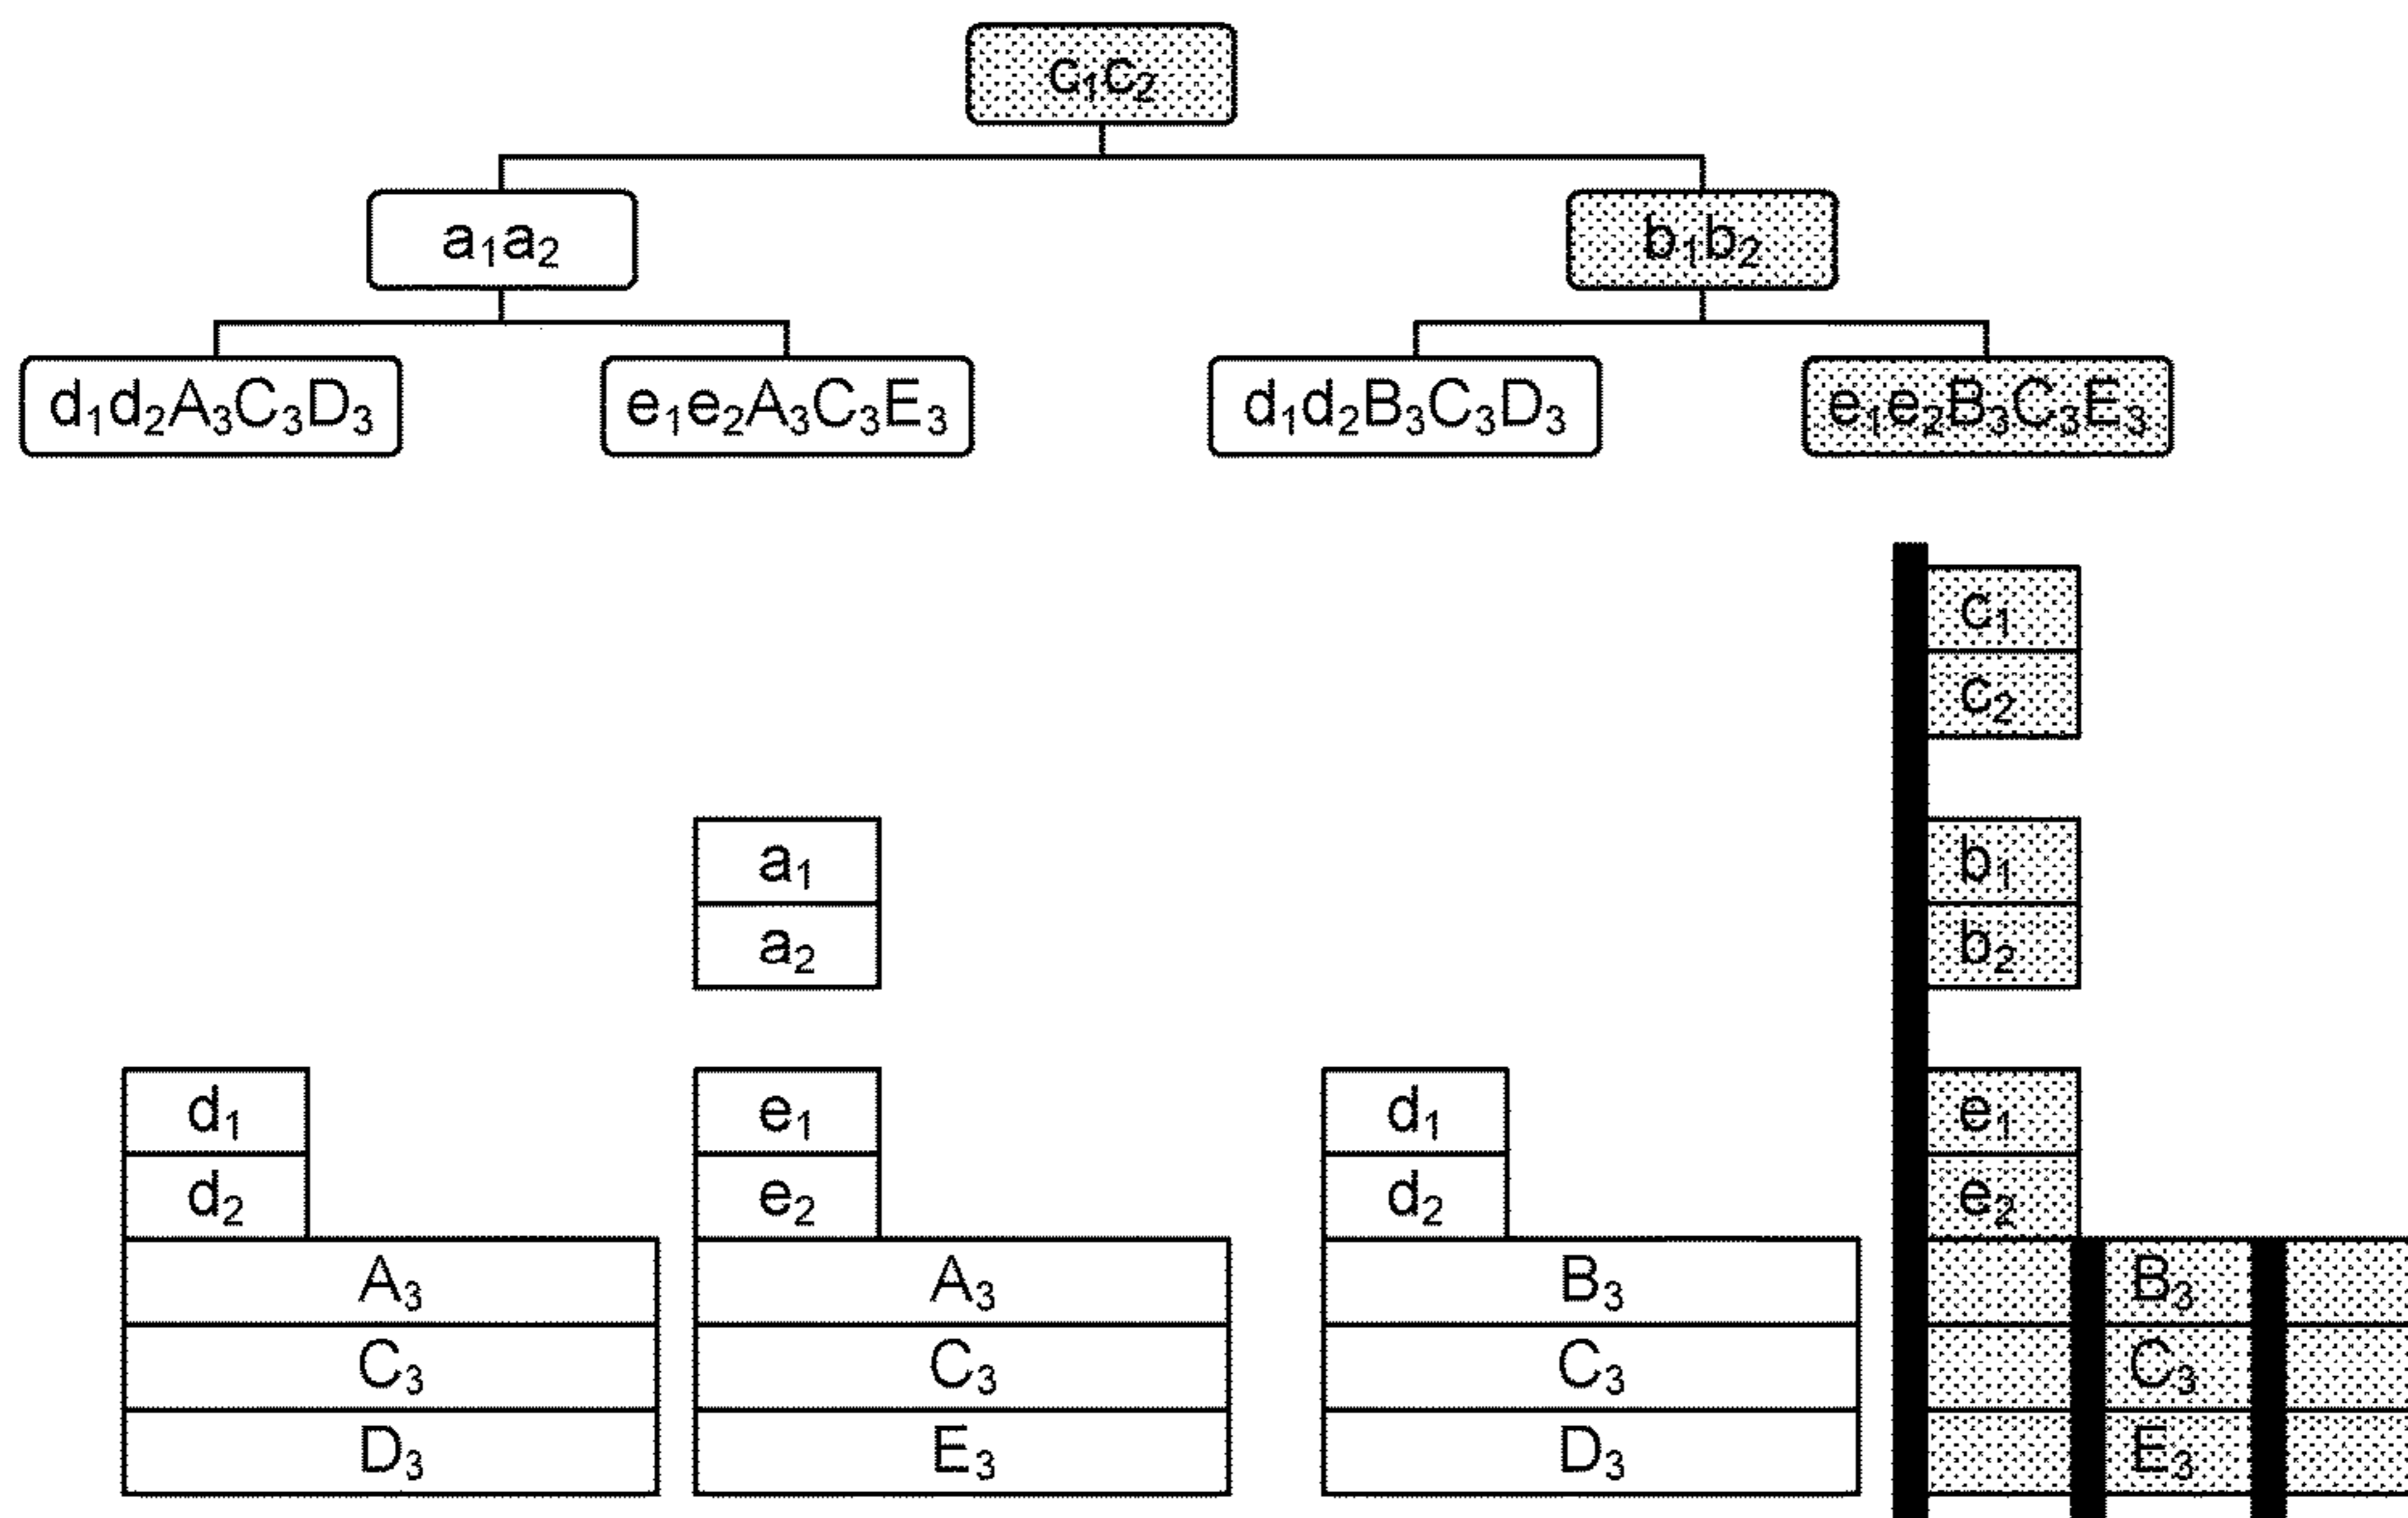 c₁c₂
a₁a₂ b₁b₂
d₁d₂A₃C₃D₃ e₁e₂A₃C₃E₃ d₁d₂B₃C₃D₃ e₁e₂B₃C₃E₃
c₁
c₂
a₁ b₁
a₂ b₂
d₁ e₁ d₁ e₁
d₂ e₂ d₂ e₂
A₃ A₃ B₃ B₃
C₃ C₃ C₃ C₃
D₃ E₃ D₃ E₃